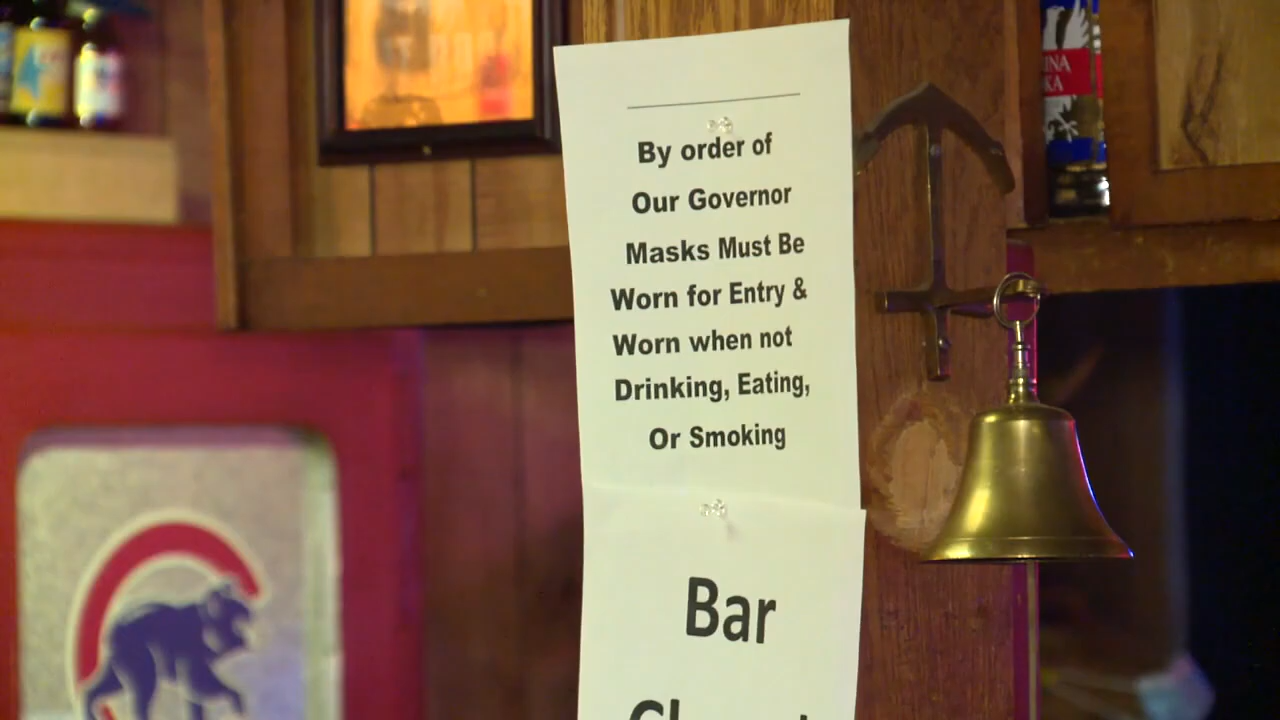 By order of
Our Governor
Masks Must Be
Worn for Entry &
Worn when not
Drinking, Eating,
Or Smoking
Bar